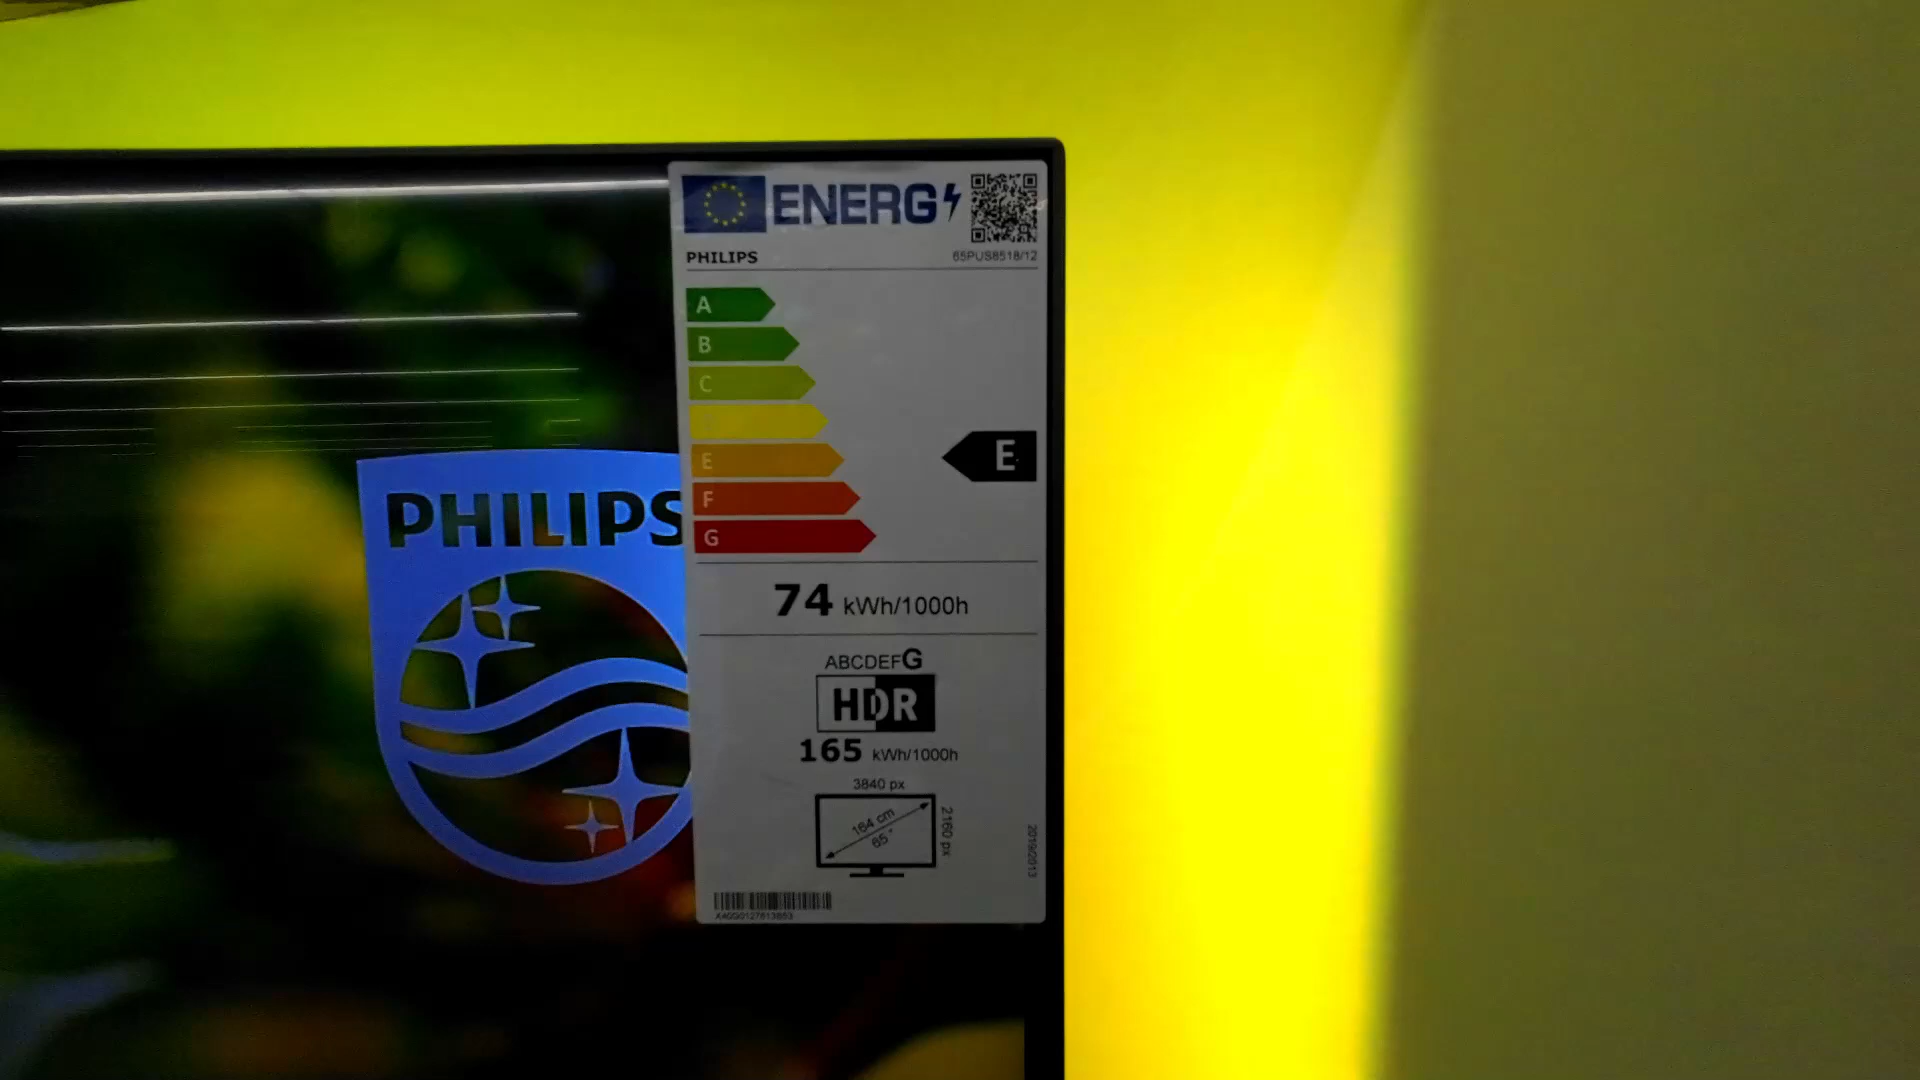 ENERG
PHILIPS
65PUS8518/12
A
B
C
E
E
F
G
PHILIPS
74 kWh/1000h
ABCDEFG
HDR
165 kWh/1000h
3840 px
164 cm
65"
2160 px
2019/2013